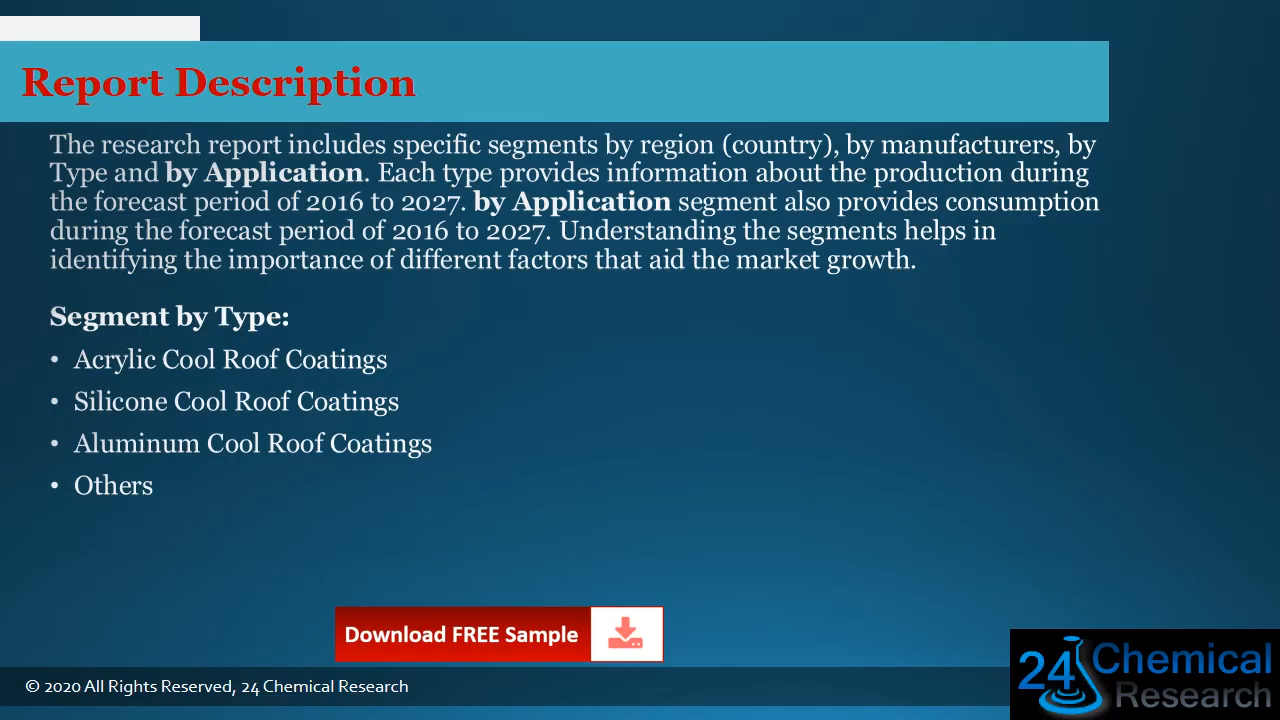 Report Description
The research report includes specific segments by region (country), by manufacturers, by
Type and by Application. Each type provides information about the production during
the forecast period of 2016 to 2027. by Application segment also provides consumption
during the forecast period of 2016 to 2027. Understanding the segments helps in
identifying the importance of different factors that aid the market growth.
Segment by Type:
• Acrylic Cool Roof Coatings
• Silicone Cool Roof Coatings
• Aluminum Cool Roof Coatings
• Others
Download FREE Sample
© 2020 All Rights Reserved, 24 Chemical Research
24 Chemical
Research